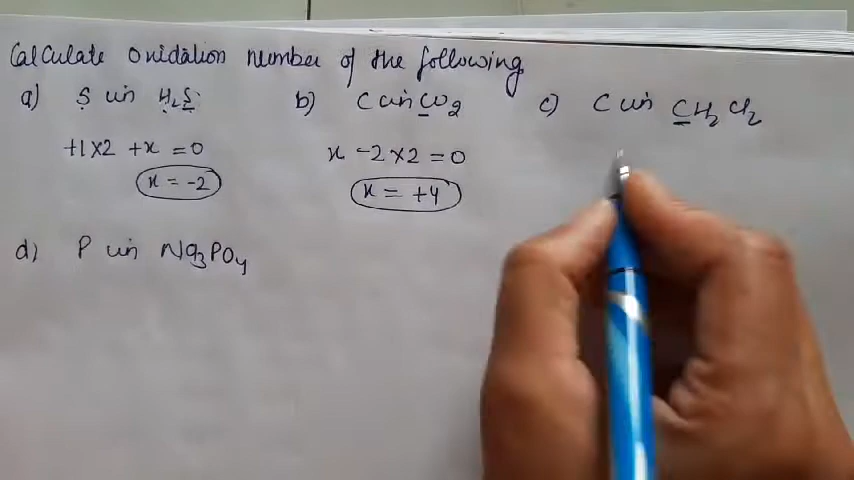 Calculate Oxidation number of the following
a) S in H₂S b) C in CO₂ c) C in CH₂Cl₂
+1×2 +x = 0 x -2×2 = 0
x = -2 x = +4
d) P in Na₃PO₄